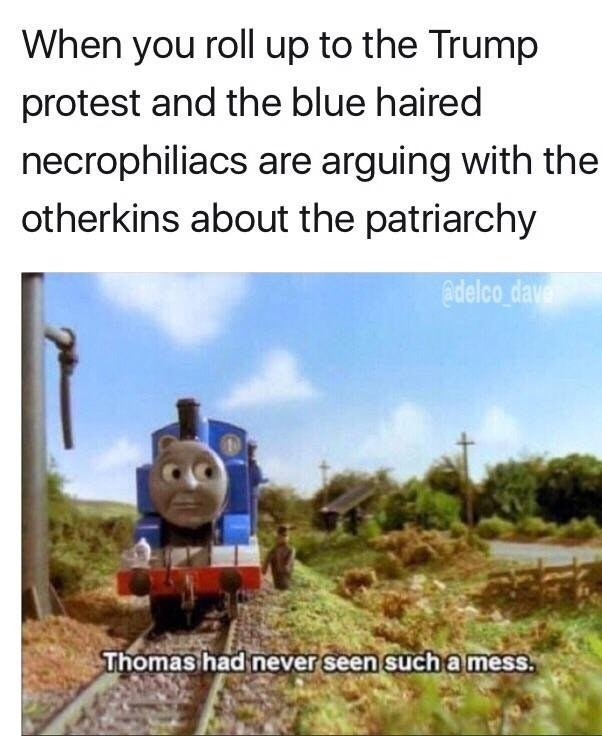 When you roll up to the Trump
protest and the blue haired
necrophiliacs are arguing with the
otherkins about the patriarchy
@delco_dave
1
Thomas had never seen such a mess.